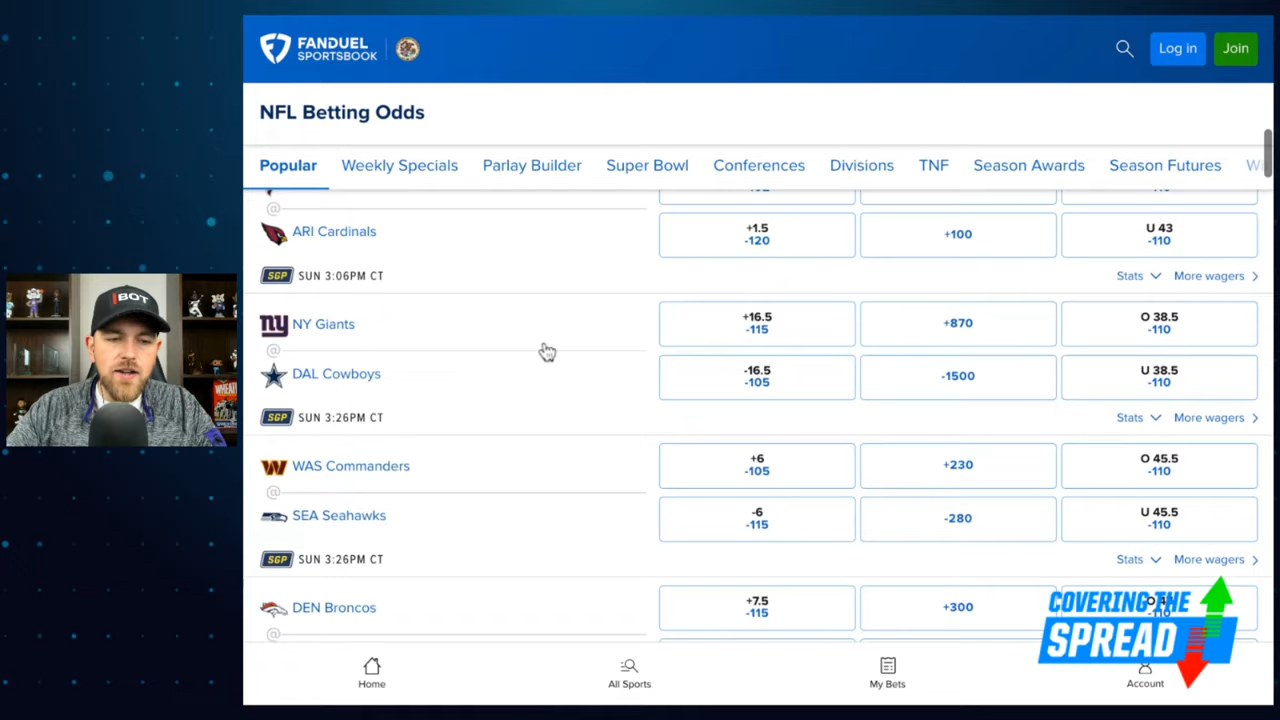 FANDUEL
SPORTSBOOK
Log in
Join
NFL Betting Odds
Popular
Weekly Specials
Parlay Builder
Super Bowl
Conferences
Divisions
TNF
Season Awards
Season Futures
@
ARI Cardinals
+1.5
-120
+100
U 43
-110
SGP SUN 3:06PM CT
Stats
More wagers
ny NY Giants
+16.5
-115
+870
O 38.5
-110
@
DAL Cowboys
-16.5
-105
-1500
U 38.5
-110
SGP SUN 3:26PM CT
Stats
More wagers
W WAS Commanders
+6
-105
+230
O 45.5
-110
@
SEA Seahawks
-6
-115
-280
U 45.5
-110
SGP SUN 3:26PM CT
Stats
More wagers
DEN Broncos
+7.5
-115
+300
-110
@
COVERING THE
SPREAD
Home
All Sports
My Bets
Account
BOT
WHEAT